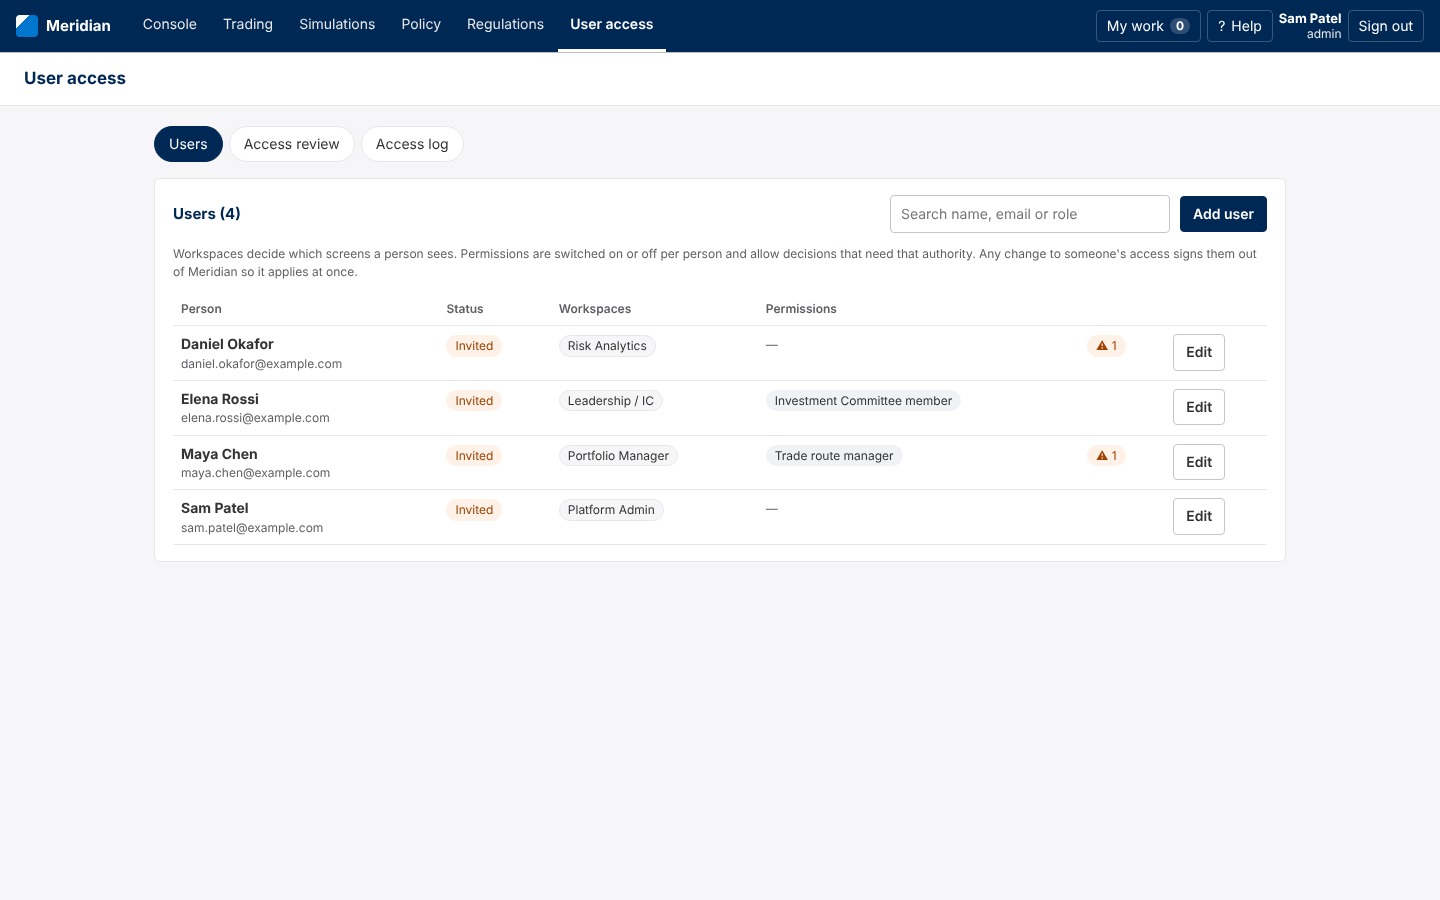 Meridian
Console
Trading
Simulations
Policy
Regulations
User access
My work 0
? Help
Sam Patel
admin
Sign out
User access
Users
Access review
Access log
Users (4)
Search name, email or role
Add user
Workspaces decide which screens a person sees. Permissions are switched on or off per person and allow decisions that need that authority. Any change to someone's access signs them out
of Meridian so it applies at once.
Person Status Workspaces Permissions
Daniel Okafor Invited Risk Analytics — ⚠ 1 Edit
daniel.okafor@example.com
Elena Rossi Invited Leadership / IC Investment Committee member Edit
elena.rossi@example.com
Maya Chen Invited Portfolio Manager Trade route manager ⚠ 1 Edit
maya.chen@example.com
Sam Patel Invited Platform Admin — Edit
sam.patel@example.com